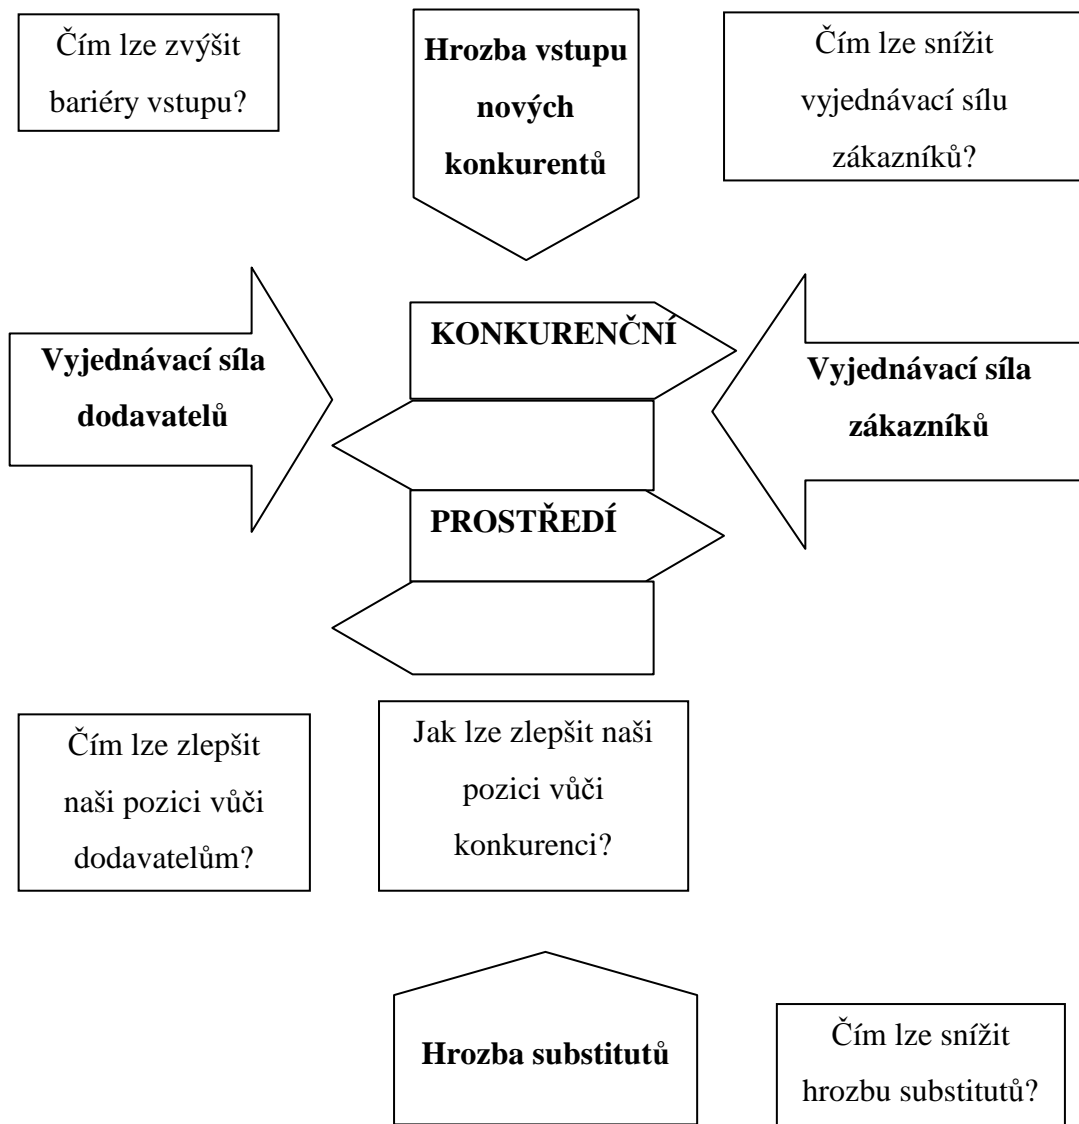 Čím lze zvýšit
bariéry vstupu?
Hrozba vstupu
nových
konkurentů
Čím lze snížit
vyjednávací sílu
zákazníků?
Vyjednávací síla
dodavatelů
KONKURENČNÍ
PROSTŘEDÍ
Vyjednávací síla
zákazníků
Čím lze zlepšit
naši pozici vůči
dodavatelům?
Jak lze zlepšit naši
pozici vůči
konkurenci?
Hrozba substitutů
Čím lze snížit
hrozbu substitutů?